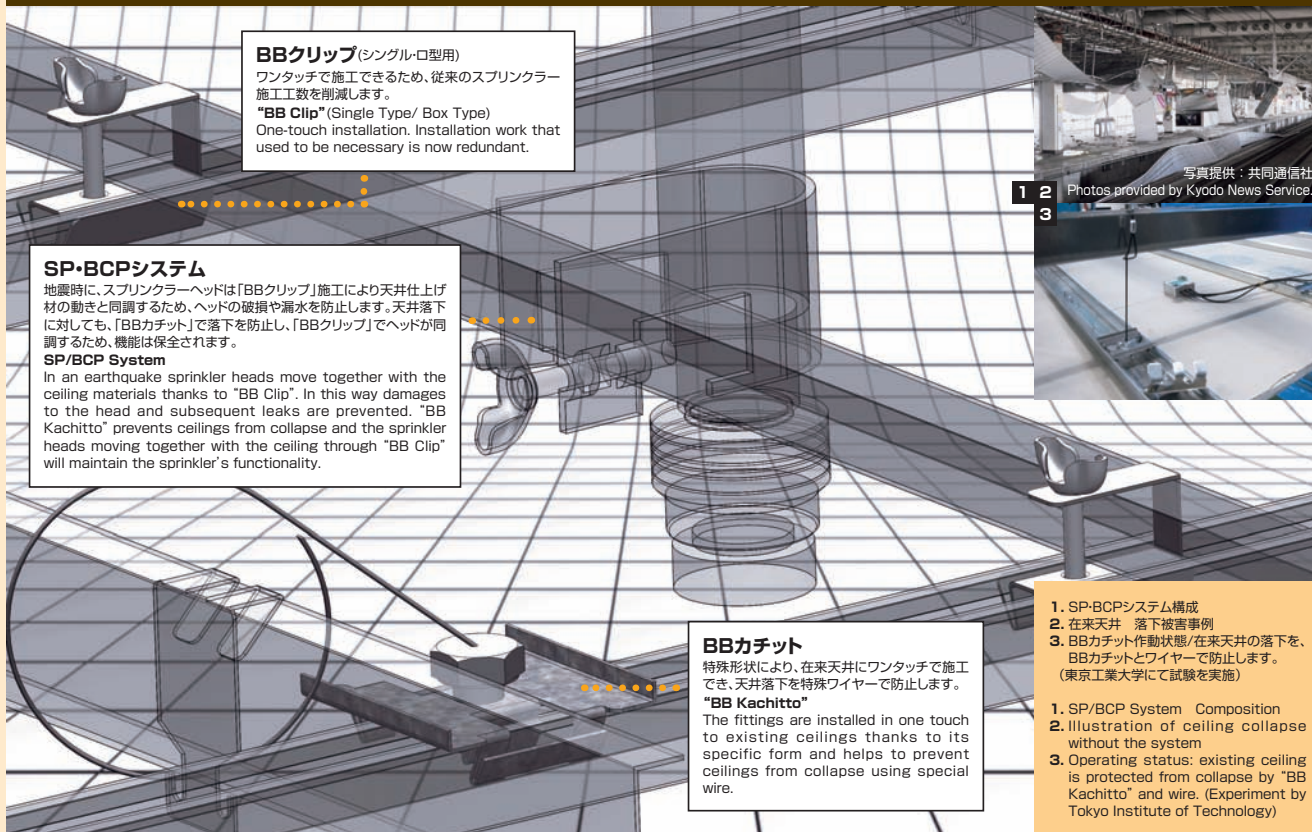 BBクリップ(シングル・ロ型用)
ワンタッチで施工できるため、従来のスプリンクラー
施工工数を削減します。
“BB Clip”(Single Type/ Box Type)
One-touch installation. Installation work that
used to be necessary is now redundant.
SP・BCPシステム
地震時に、スプリンクラーヘッドは「BBクリップ」施工により天井仕上げ
材の動きと同調するため、ヘッドの破損や漏水を防止します。天井落下
に対しても、「BBカチット」で落下を防止し、「BBクリップ」でヘッドが同
調するため、機能は保全されます。
SP/BCP System
In an earthquake sprinkler heads move together with the
ceiling materials thanks to “BB Clip”. In this way damages
to the head and subsequent leaks are prevented. “BB
Kachitto” prevents ceilings from collapse and the sprinkler
heads moving together with the ceiling through “BB Clip”
will maintain the sprinkler’s functionality.
BBカチット
特殊形状により、在来天井にワンタッチで施工
でき、天井落下を特殊ワイヤーで防止します。
“BB Kachitto”
The fittings are installed in one touch
to existing ceilings thanks to its
specific form and helps to prevent
ceilings from collapse using special
wire.
写真提供：共同通信社
Photos provided by Kyodo News Service.
1 2
3
1. SP・BCPシステム構成
2. 在来天井　落下被害事例
3. BBカチット作動状態/在来天井の落下を、
BBカチットとワイヤーで防止します。
(東京工業大学にて試験を実施)
1. SP/BCP System Composition
2. Illustration of ceiling collapse
without the system
3. Operating status: existing ceiling
is protected from collapse by “BB
Kachitto” and wire. (Experiment by
Tokyo Institute of Technology)